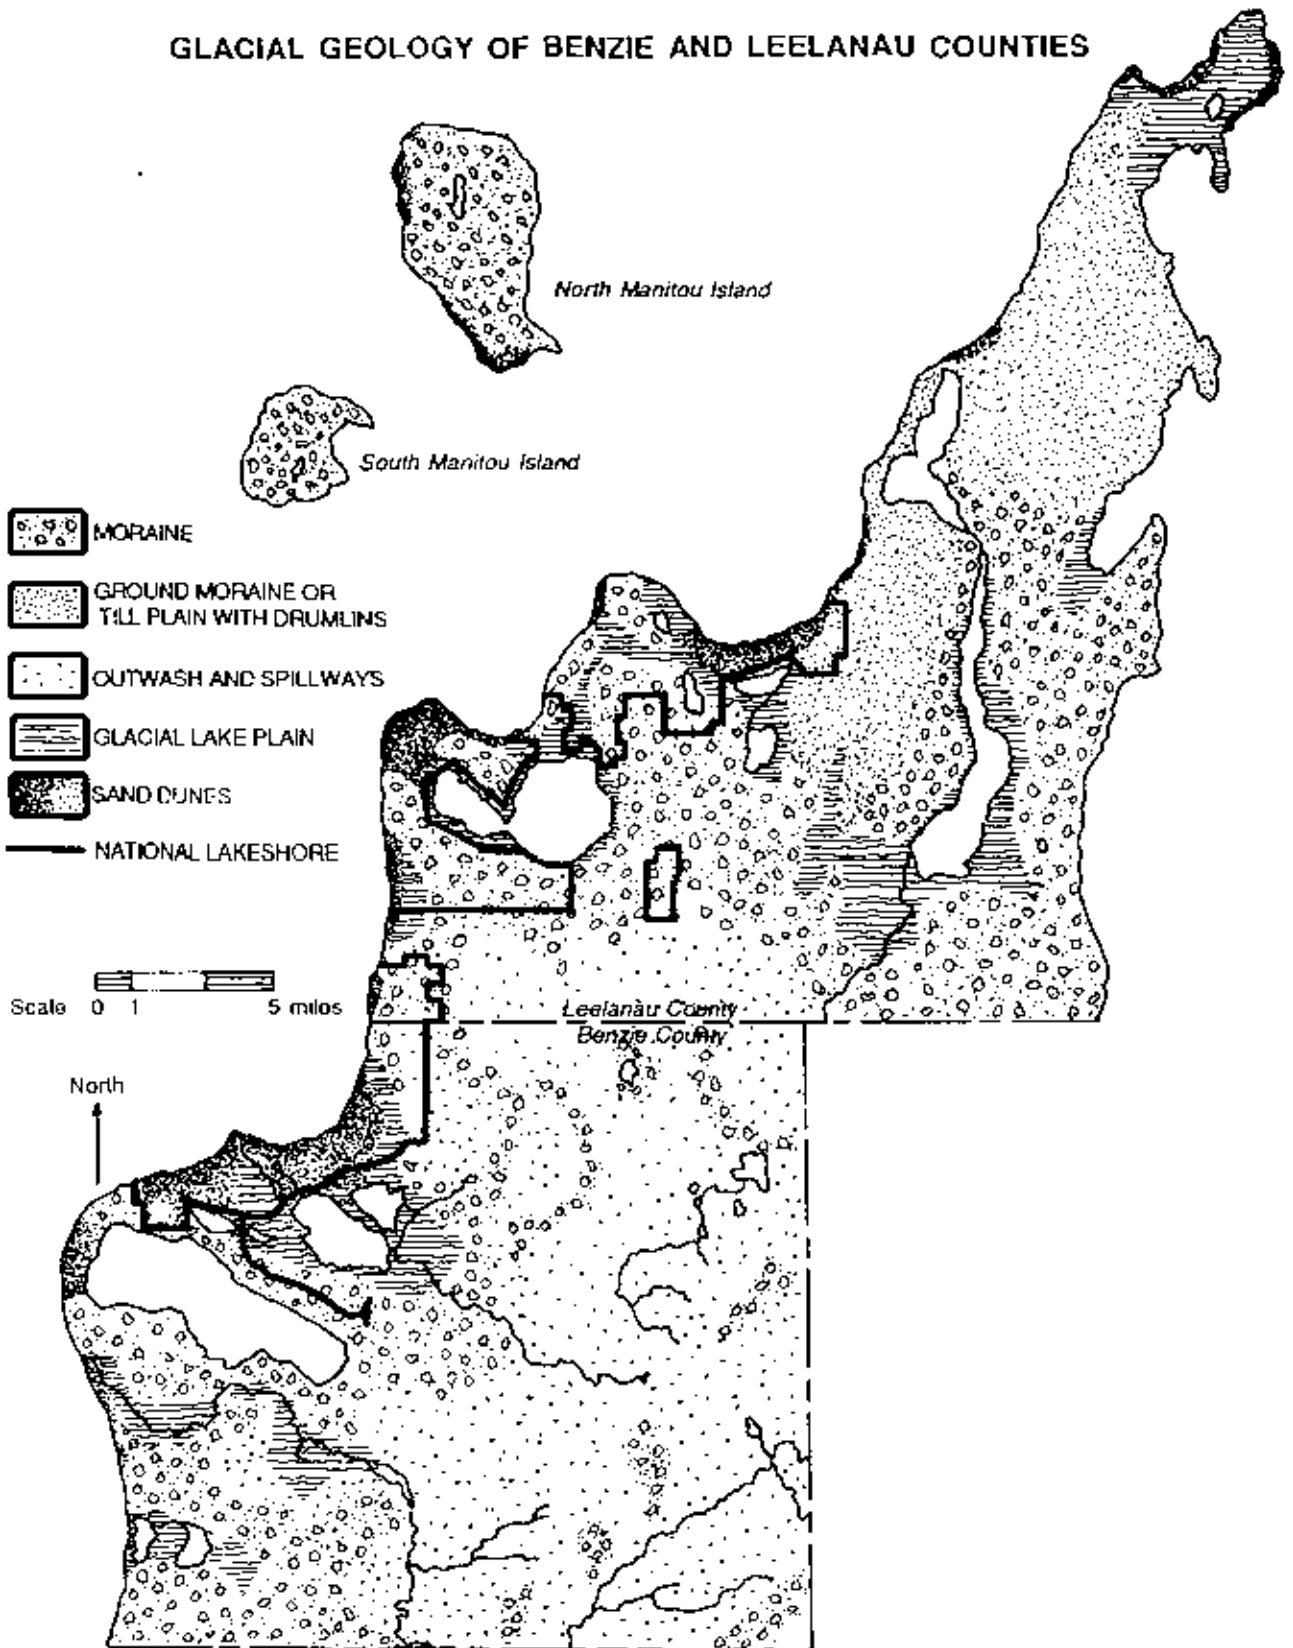 GLACIAL GEOLOGY OF BENZIE AND LEELANAU COUNTIES
North Manitou Island
South Manitou Island
MORAINE
GROUND MORAINE OR
TILL PLAIN WITH DRUMLINS
OUTWASH AND SPILLWAYS
GLACIAL LAKE PLAIN
SAND DUNES
NATIONAL LAKESHORE
Scale 0 1 5 miles
Leelanau County
Benzie County
North